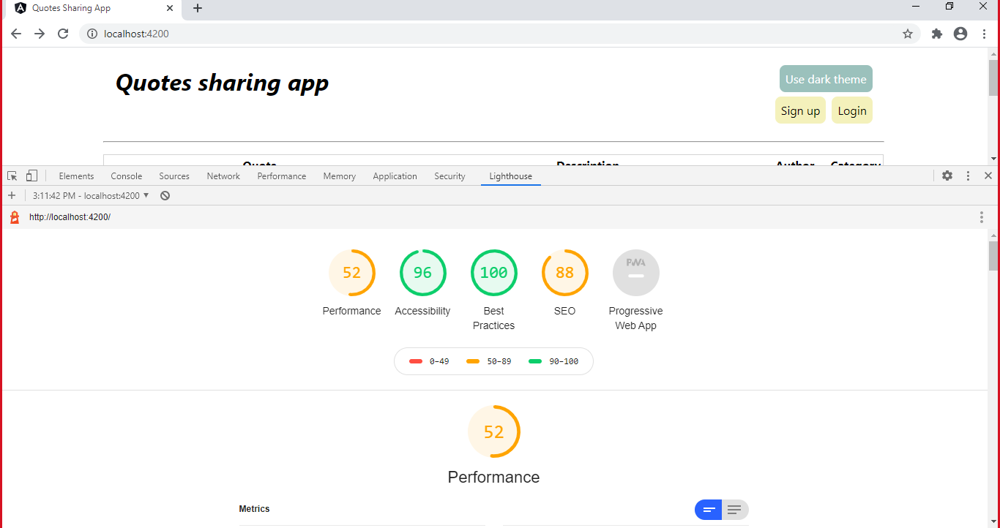 Quotes Sharing App
localhost:4200
Quotes sharing app
Use dark theme
Sign up Login
Quote Description Author Category
Elements Console Sources Network Performance Memory Application Security Lighthouse
3:11:42 PM - localhost:4200
http://localhost:4200/
52 96 100 88 PWA
Performance Accessibility Best Practices SEO Progressive Web App
0-49 50-89 90-100
52
Performance
Metrics